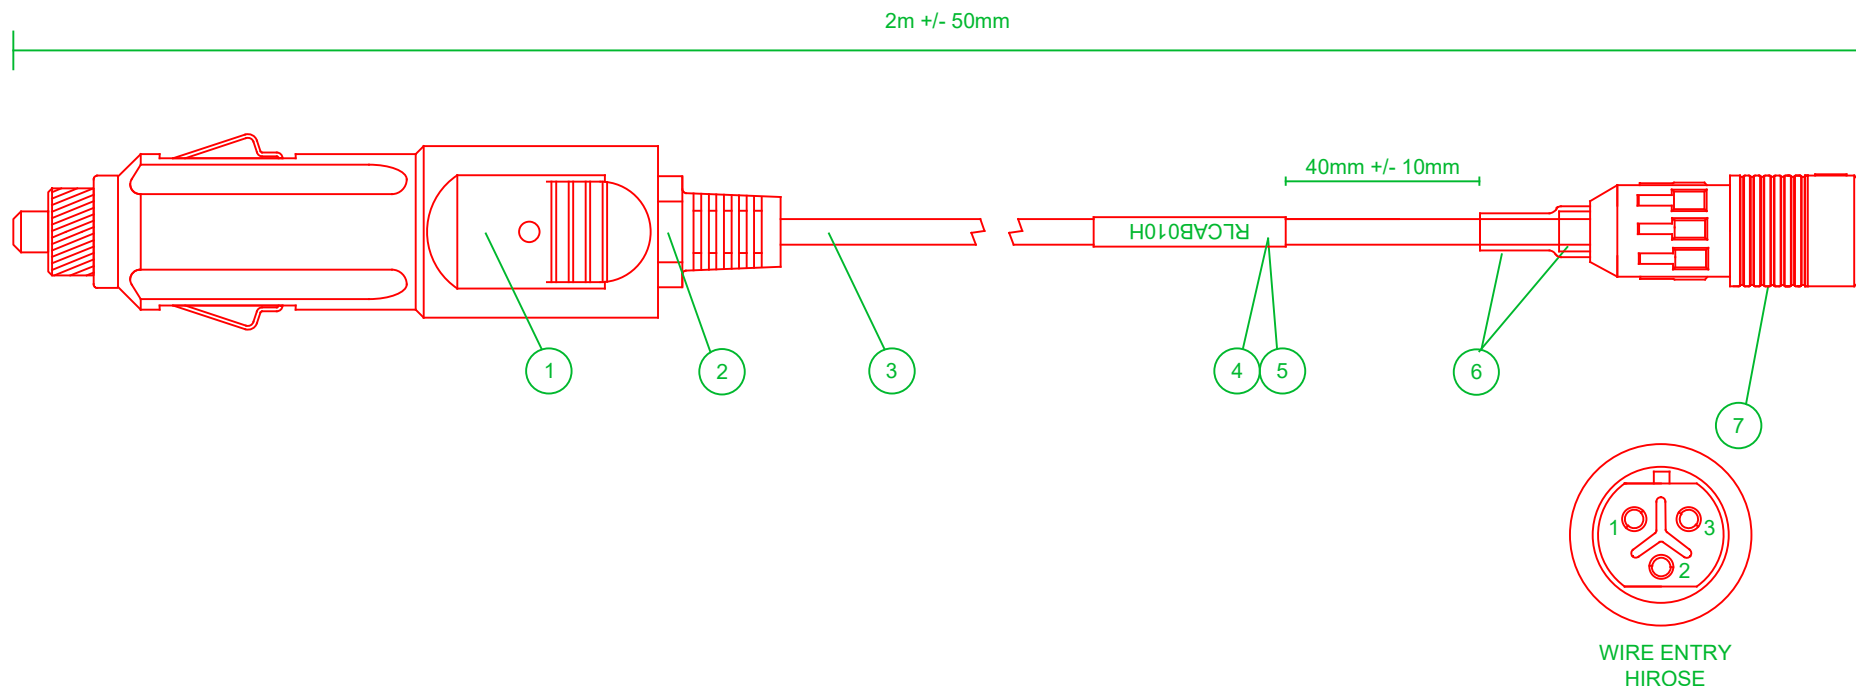 2m +/- 50mm
40mm +/- 10mm
RLCAB010H
1
2
3
4
5
6
7
1
3
2
WIRE ENTRY
HIROSE